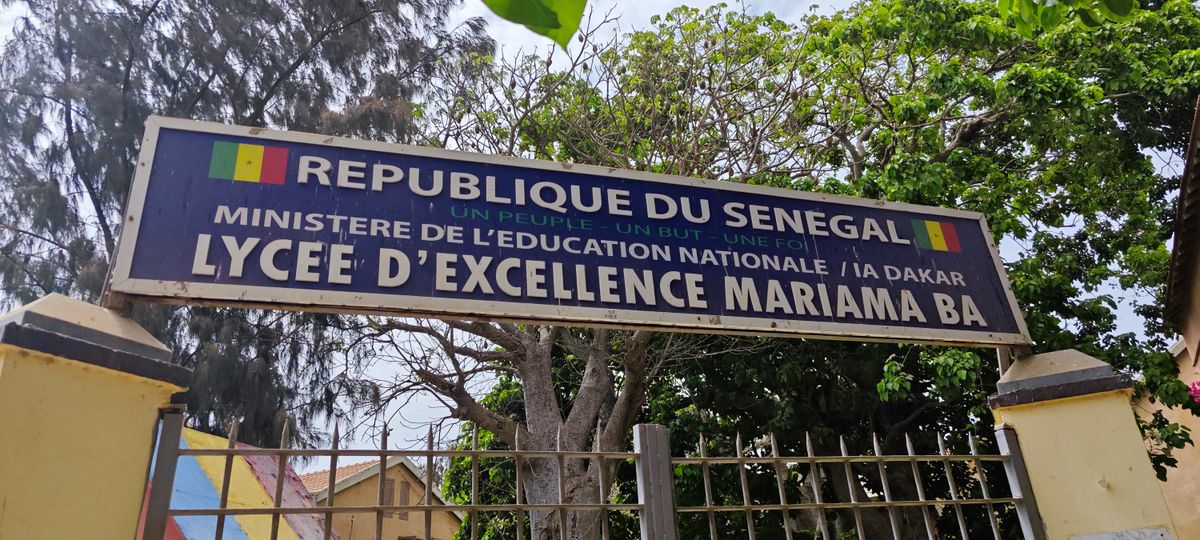 REPUBLIQUE DU SENEGAL
UN PEUPLE - UN BUT - UNE FOI
MINISTERE DE L'EDUCATION NATIONALE / IA DAKAR
LYCEE D'EXCELLENCE MARIAMA BA